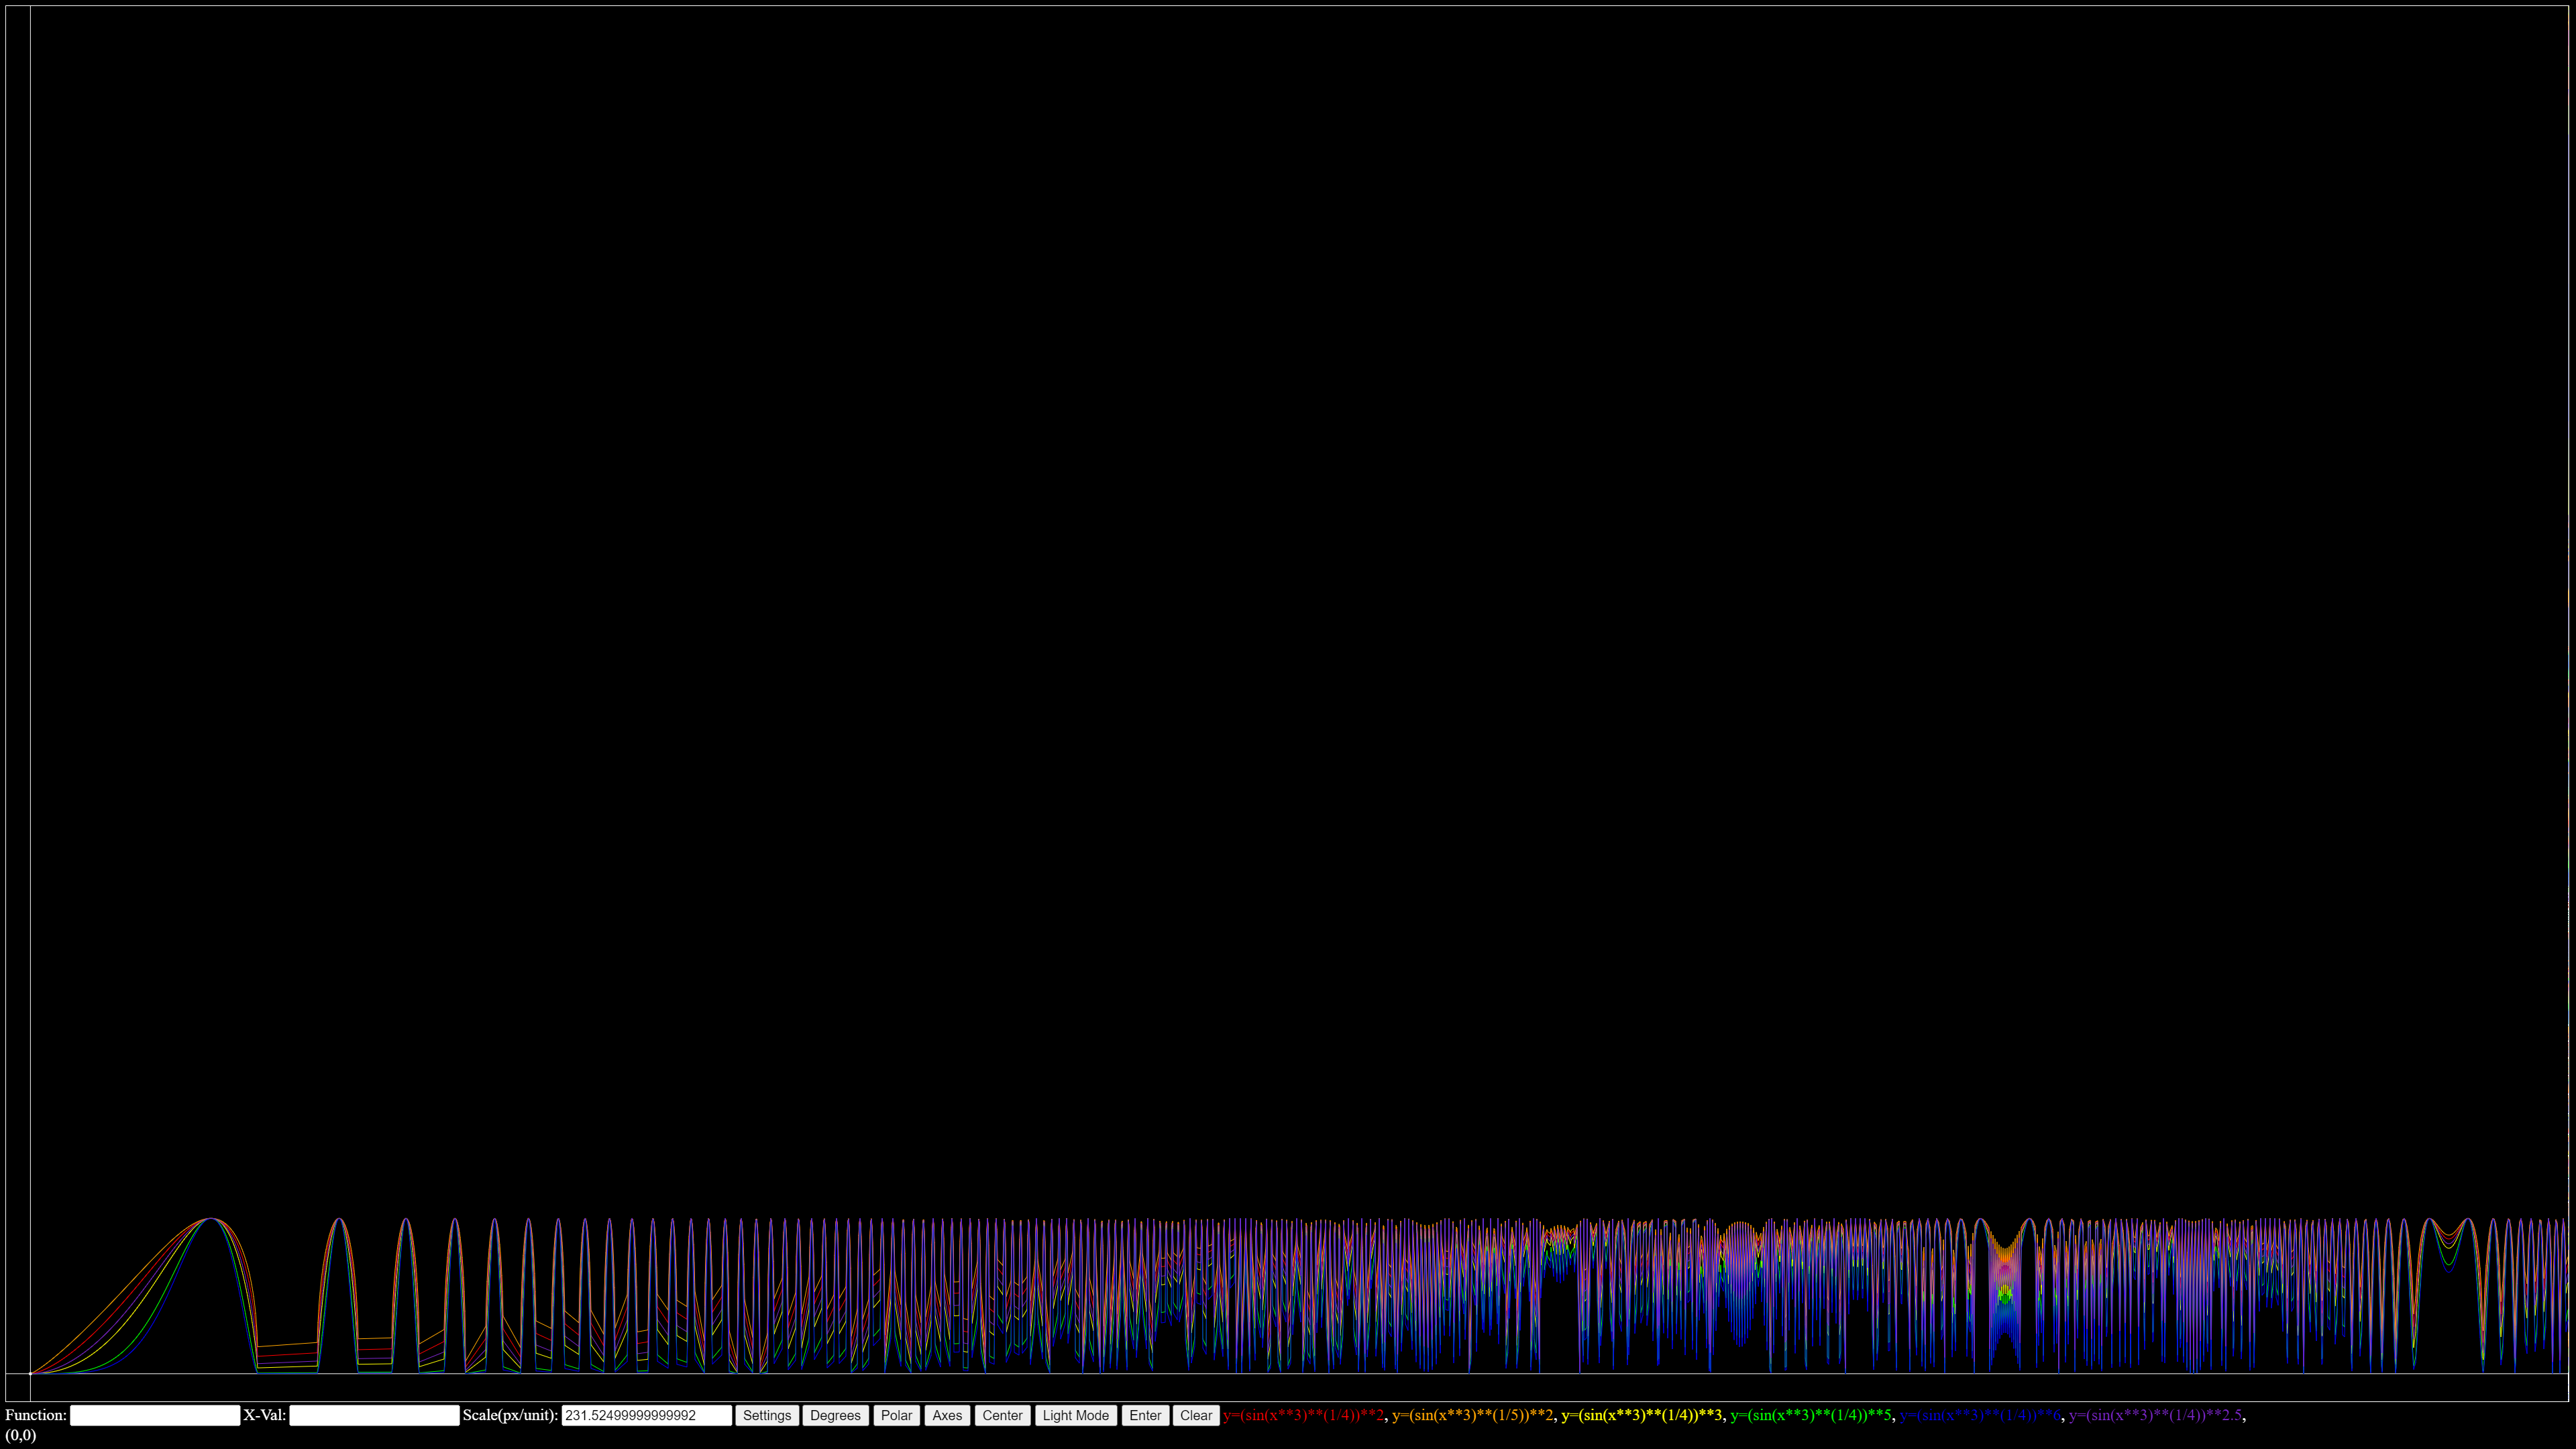 Function: X-Val: Scale(px/unit): 231.52499999999992 Settings Degrees Polar Axes Center Light Mode Enter Clear y=(sin(x**3)**(1/4))**2, y=(sin(x**3)**(1/5))**2, y=(sin(x**3)**(1/4))**3, y=(sin(x**3)**(1/4))**5, y=(sin(x**3)**(1/4))**6, y=(sin(x**3)**(1/4))**2.5,
(0,0)